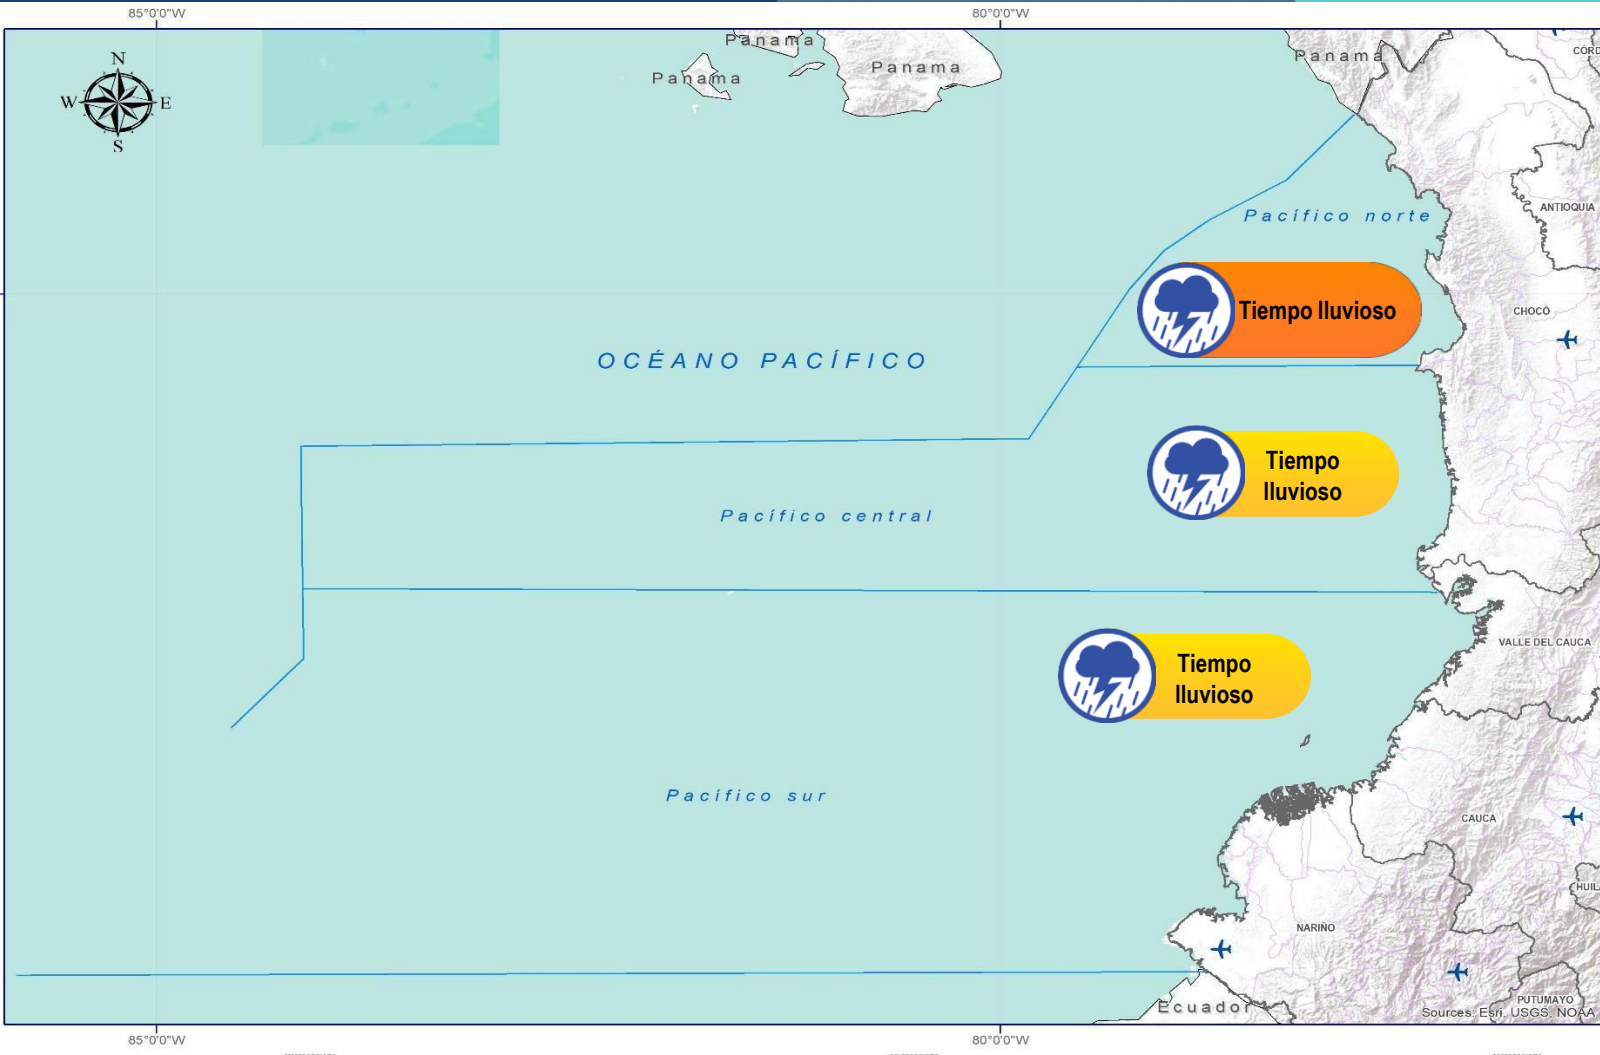 85°0'0"W
80°0'0"W
N
W
E
S
Panama
Panama
Panama
Panama
CÓRD
ANTIOQUIA
Pacífico norte
Tiempo lluvioso
CHOCÓ
OCÉANO PACÍFICO
Tiempo
lluvioso
Pacífico central
VALLE DEL CAUCA
Tiempo
lluvioso
Pacífico sur
CAUCA
HUIL
NARIÑO
PUTUMAYO
Ecuador
Sources: Esri, USGS, NOAA
85°0'0"W
80°0'0"W